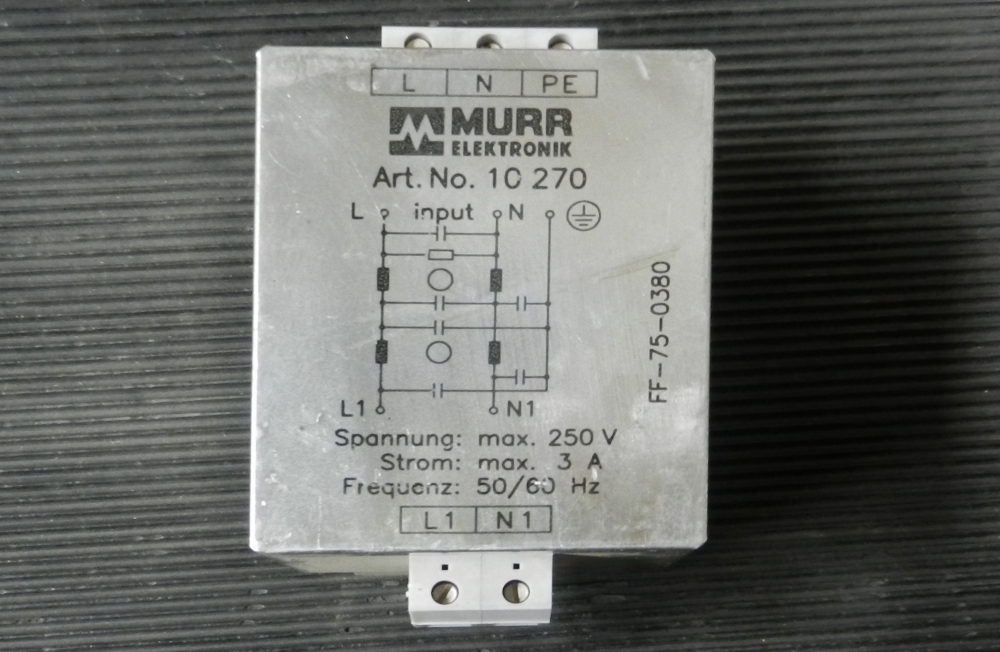 L N PE
MURR
ELEKTRONIK
Art. No. 10 270
L input N
L1 N1
Spannung: max. 250 V
Strom: max. 3 A
Frequenz: 50/60 Hz
L1 N1
FF-75-0380